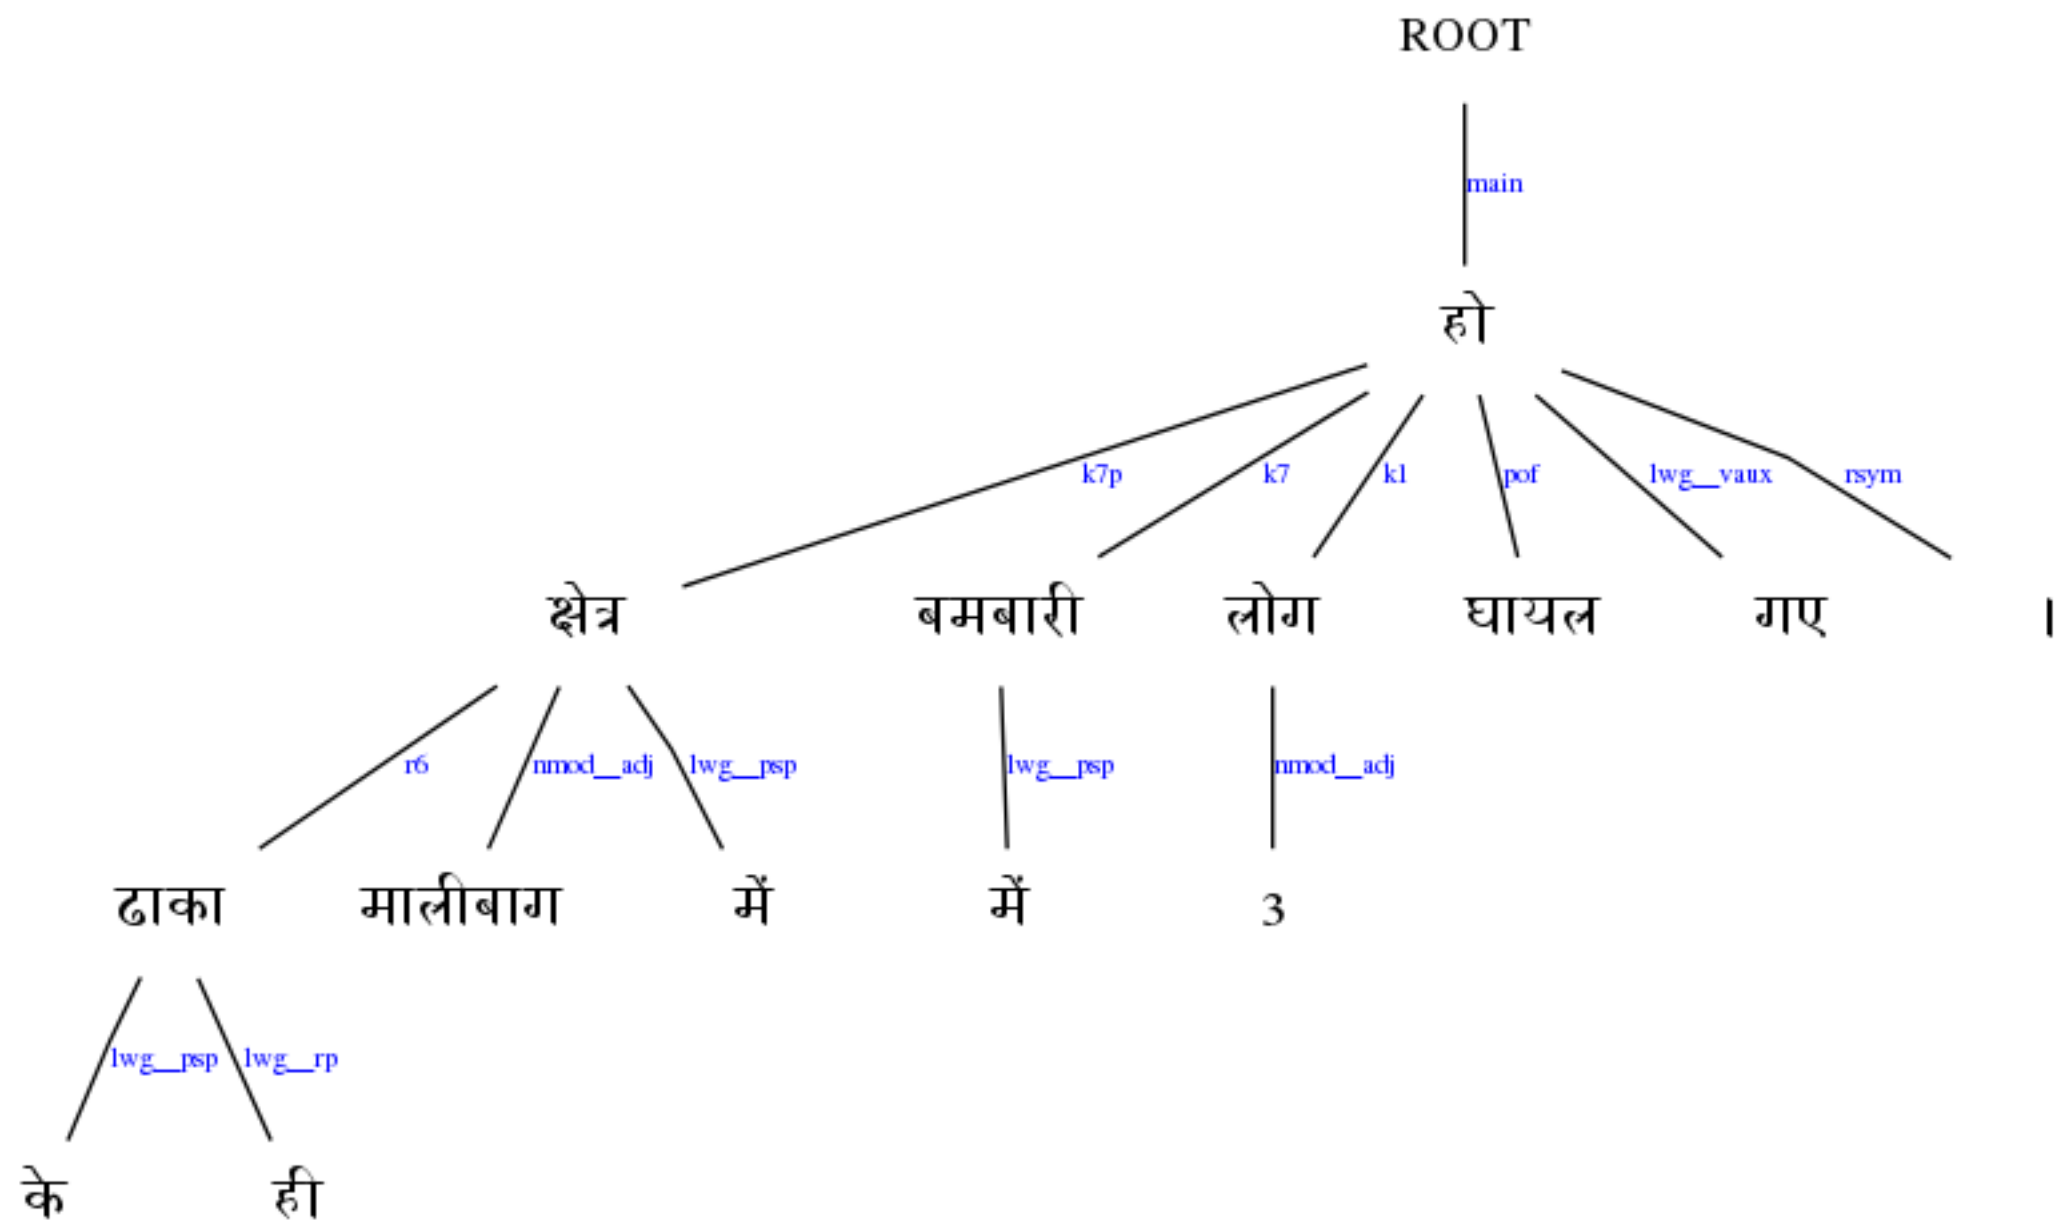 ROOT
main
हो
k7p k7 k1 pof lwg__vaux rsym
क्षेत्र बमबारी लोग घायल गए ।
r6 nmod__adj lwg__psp lwg__psp nmod__adj
ढाका मालीबाग में में 3
lwg__psp lwg__rp
के ही